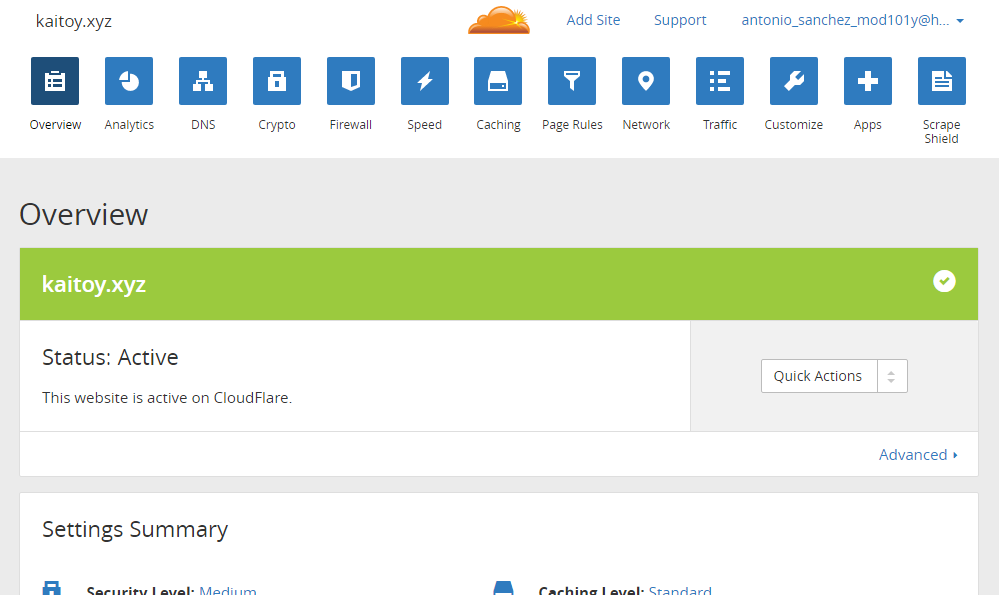 kaitoy.xyz
Add Site Support antonio_sanchez_mod101y@h...
Overview Analytics DNS Crypto Firewall Speed Caching Page Rules Network Traffic Customize Apps Scrape
Shield
Overview
kaitoy.xyz
Status: Active
Quick Actions
This website is active on CloudFlare.
Advanced
Settings Summary
Security Level: Medium
Caching Level: Standard